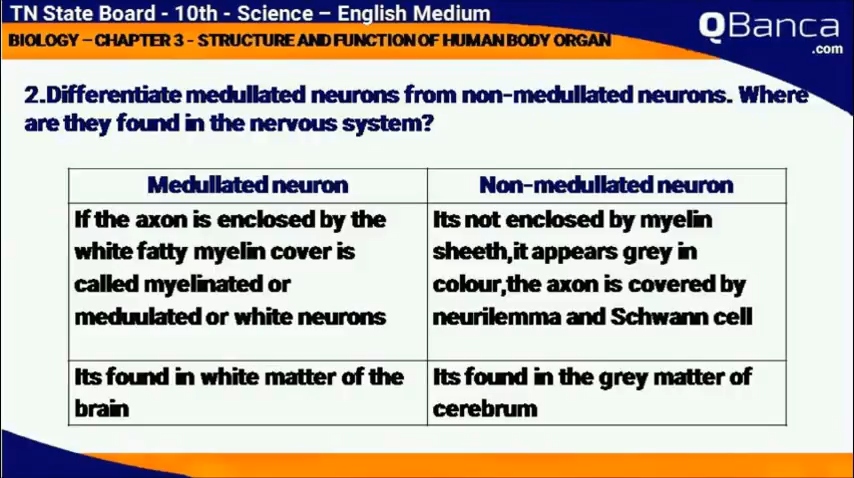 TN State Board - 10th - Science – English Medium
BIOLOGY – CHAPTER 3 - STRUCTURE AND FUNCTION OF HUMAN BODY ORGAN
QBanca
.com
2.Differentiate medullated neurons from non-medullated neurons. Where
are they found in the nervous system?
Medullated neuron
If the axon is enclosed by the
white fatty myelin cover is
called myelinated or
meduulated or white neurons
Non-medullated neuron
Its not enclosed by myelin
sheeth,it appears grey in
colour,the axon is covered by
neurilemma and Schwann cell
Its found in white matter of the
brain
Its found in the grey matter of
cerebrum